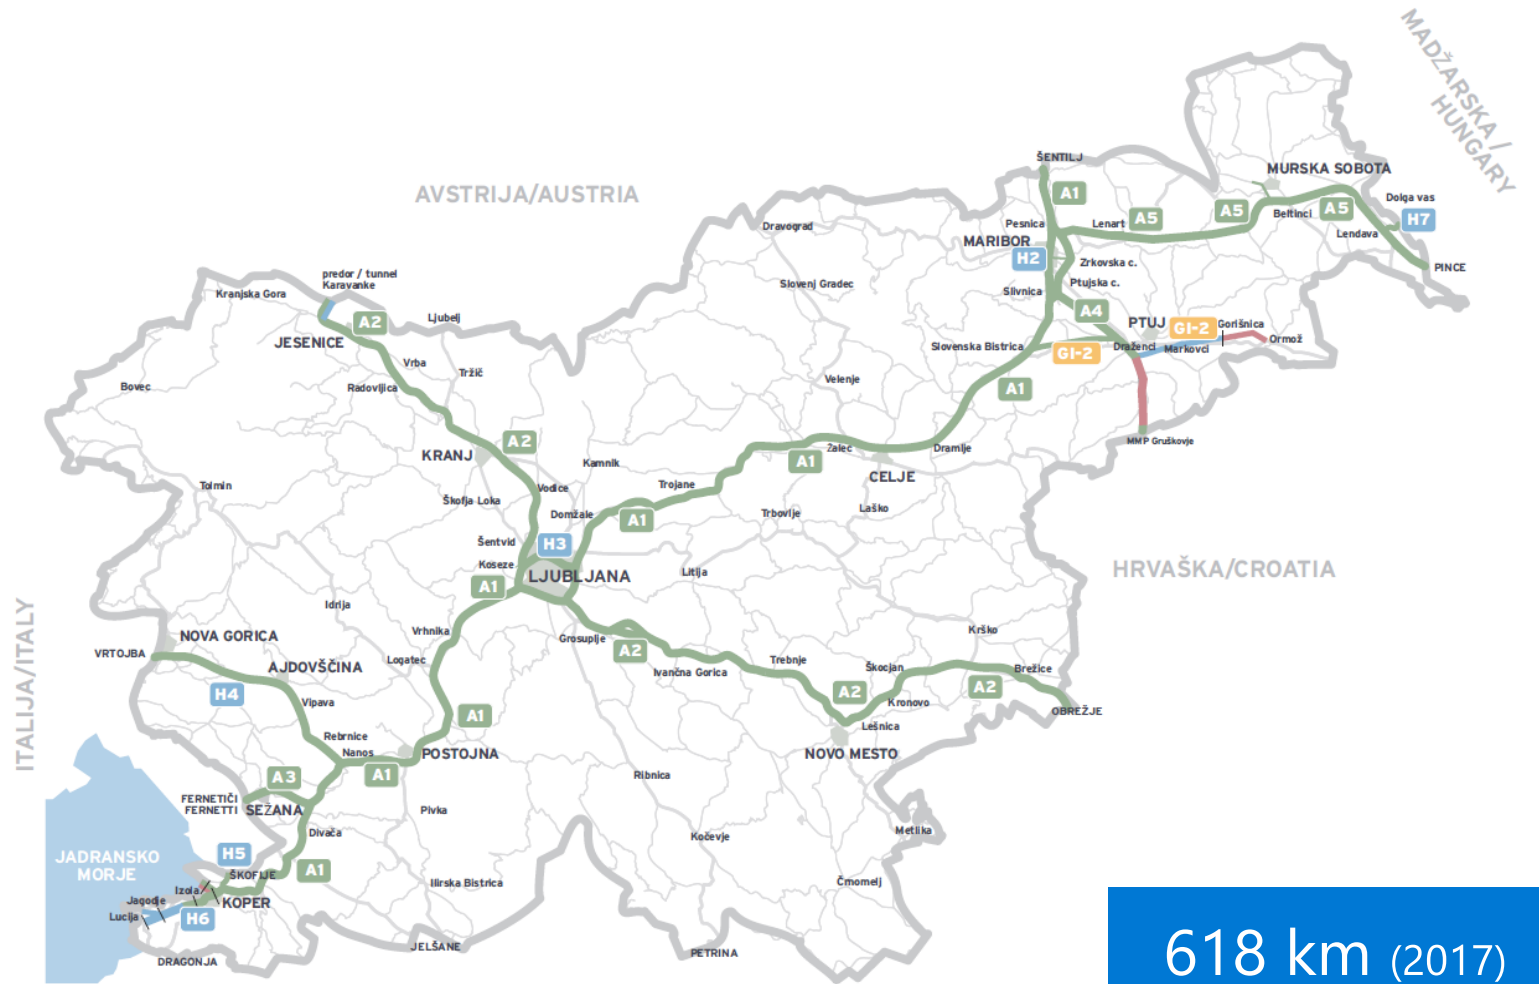 MADŽARSKA /
HUNGARY
AVSTRIJA/AUSTRIA
ŠENTILJ
A1
MURSKA SOBOTA
Dolga vas
H7
Pesnica
Lenart
A5
A5
Beltinci
A5
Lendava
PINCE
Dravograd
MARIBOR
H2
Zrkovska c.
Ptujska c.
Slovenj Gradec
Slivnica
A4
predor / tunnel
Karavanke
Kranjska Gora
A2
Ljubelj
JESENICE
PTUJ
GI-2
Gorišnica
Ormož
Slovenska Bistrica
GI-2
Draženci
Markovci
Vrba
Tržič
Radovljica
Bovec
Velenje
A1
MMP Gruškovje
A2
KRANJ
Kamnik
Žalec
A1
Dramlje
CELJE
Tolmin
Vodice
Trojane
Škofja Loka
Domžale
A1
Trbovlje
Laško
Šentvid
H3
Koseze
LJUBLJANA
Litija
A1
HRVAŠKA/CROATIA
ITALIJA/ITALY
Idrija
NOVA GORICA
Vrhnika
Grosuplje
Krško
VRTOJBA
AJDOVŠČINA
Logatec
A2
Ivančna Gorica
Trebnje
Škocjan
Brežice
H4
Vipava
A2
A2
Kronovo
OBREŽJE
A1
Lešnica
Rebrnice
Nanos
POSTOJNA
NOVO MESTO
A1
A3
Ribnica
FERNETIČI
FERNETTI
SEŽANA
Pivka
Divača
Kočevje
Metlika
JADRANSKO
MORJE
H5
ŠKOFIJE
A1
Izola
Ilirska Bistrica
Črnomelj
Jagodje
KOPER
Lucija
H6
JELŠANE
PETRINA
DRAGONJA
618 km (2017)